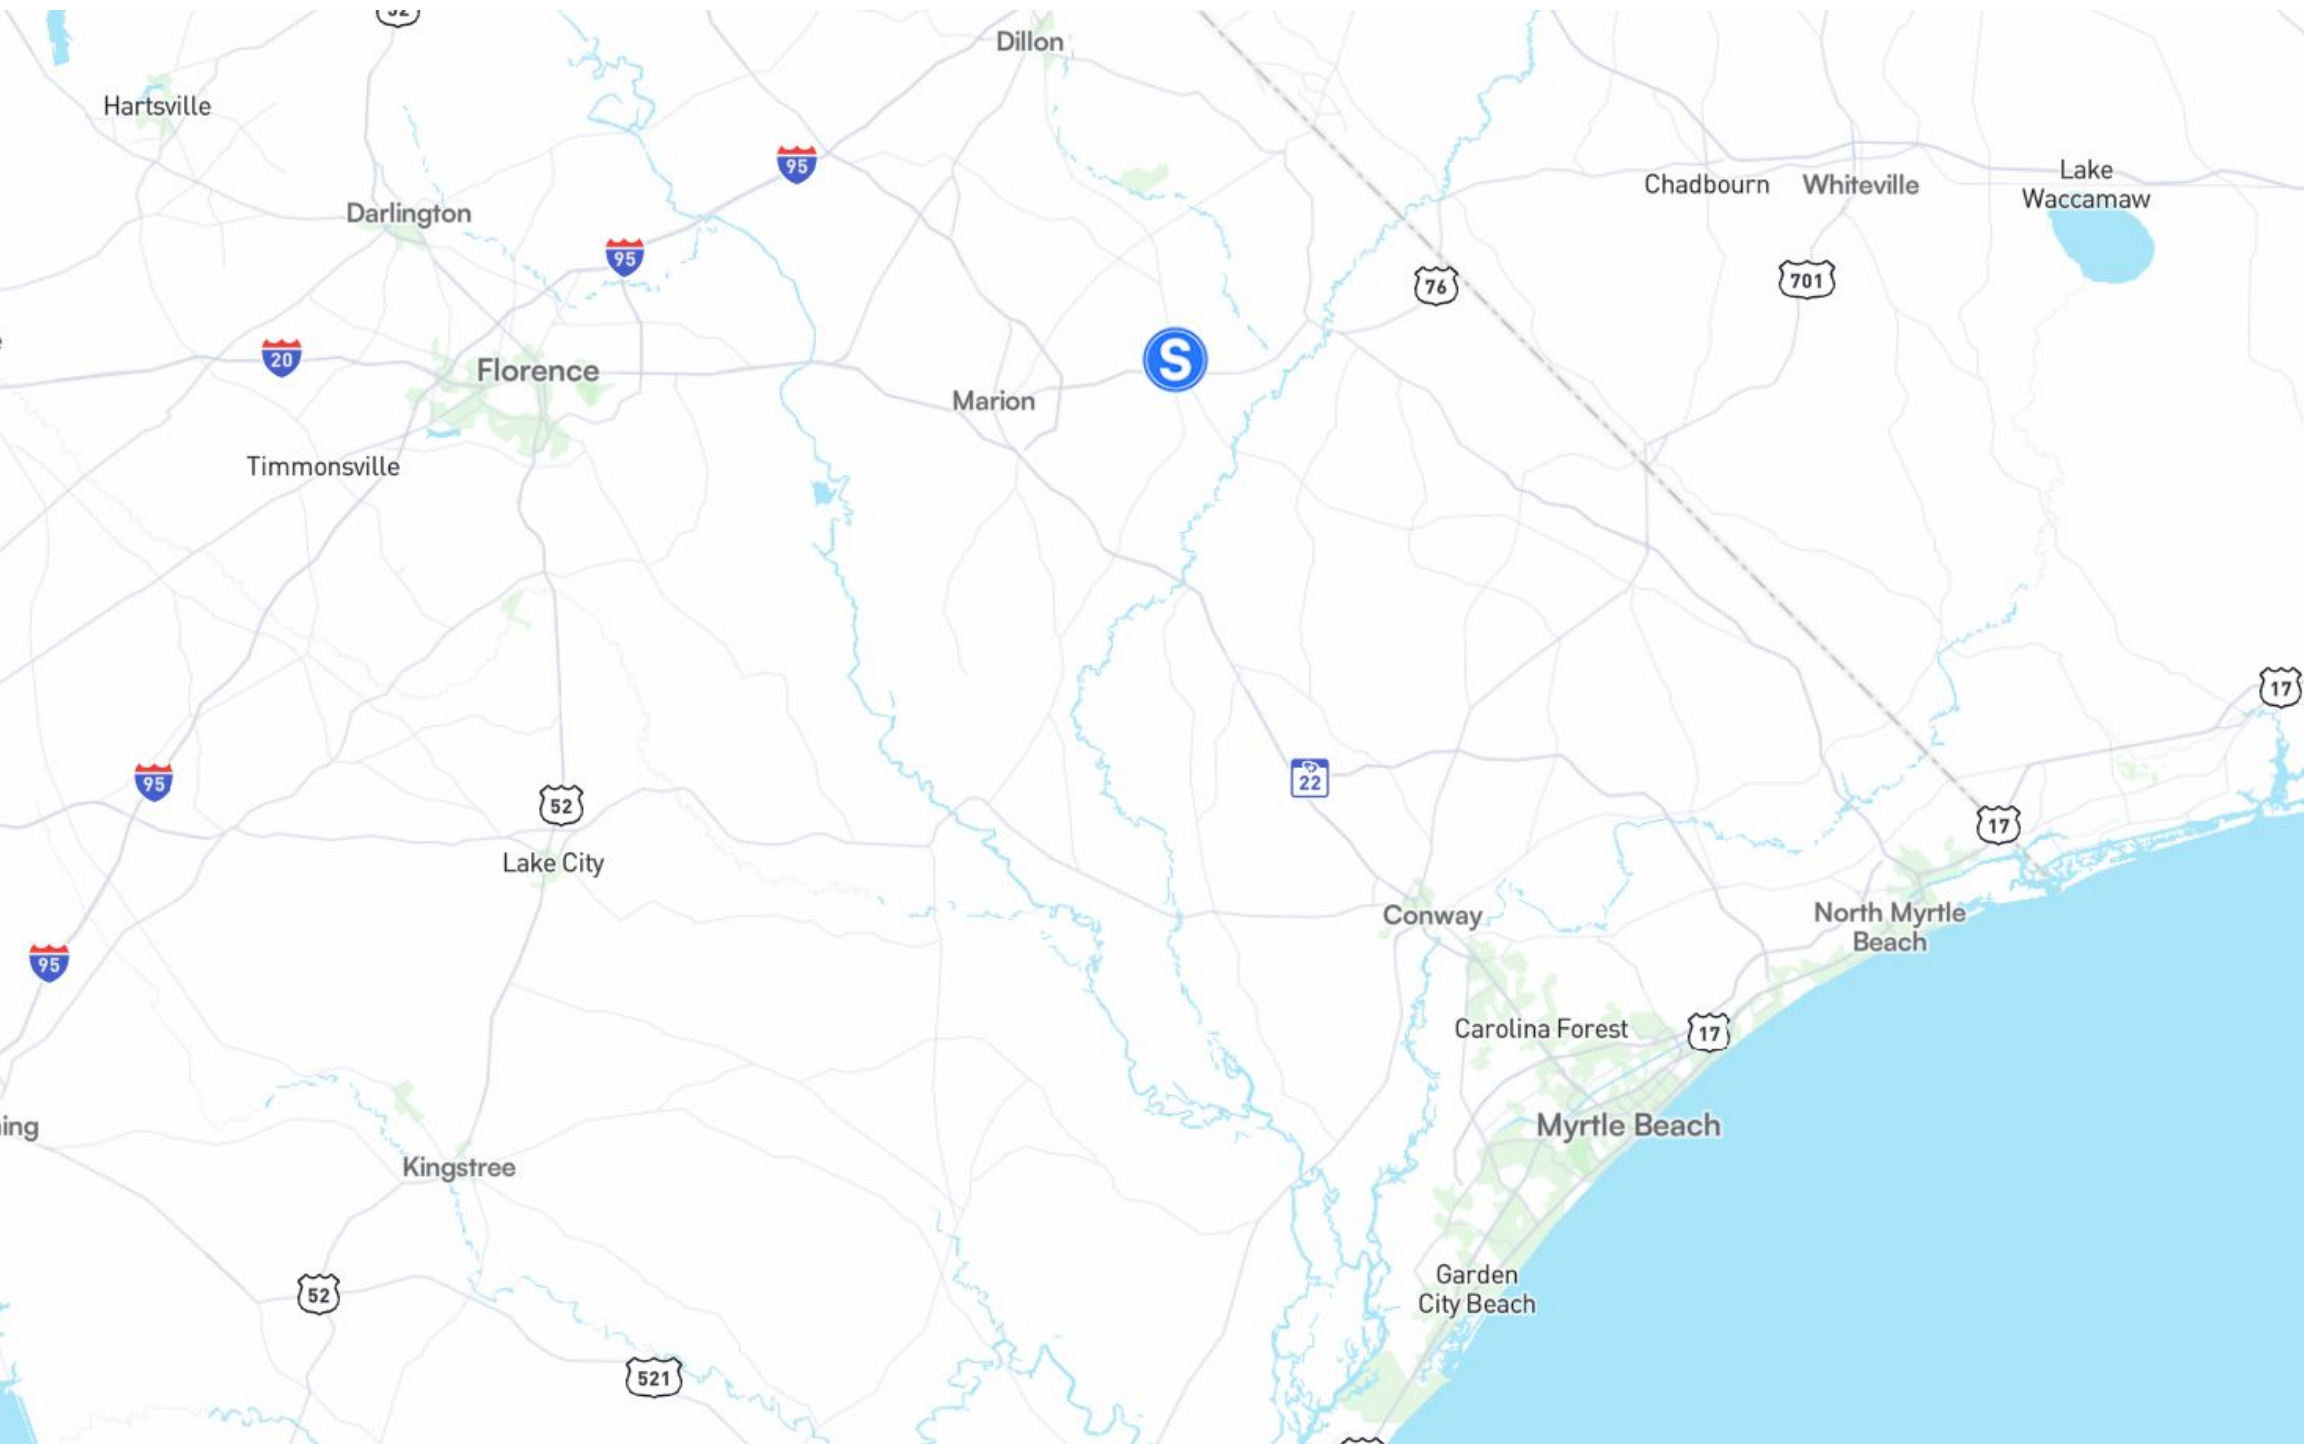 52
Dillon
Hartsville
95
Lake
Waccamaw
Chadbourn
Whiteville
Darlington
95
76
701
20
S
Florence
Marion
Timmonsville
17
95
22
52
17
Lake City
Conway
North Myrtle
Beach
95
Carolina Forest
17
ing
Myrtle Beach
Kingstree
Garden
City Beach
52
521